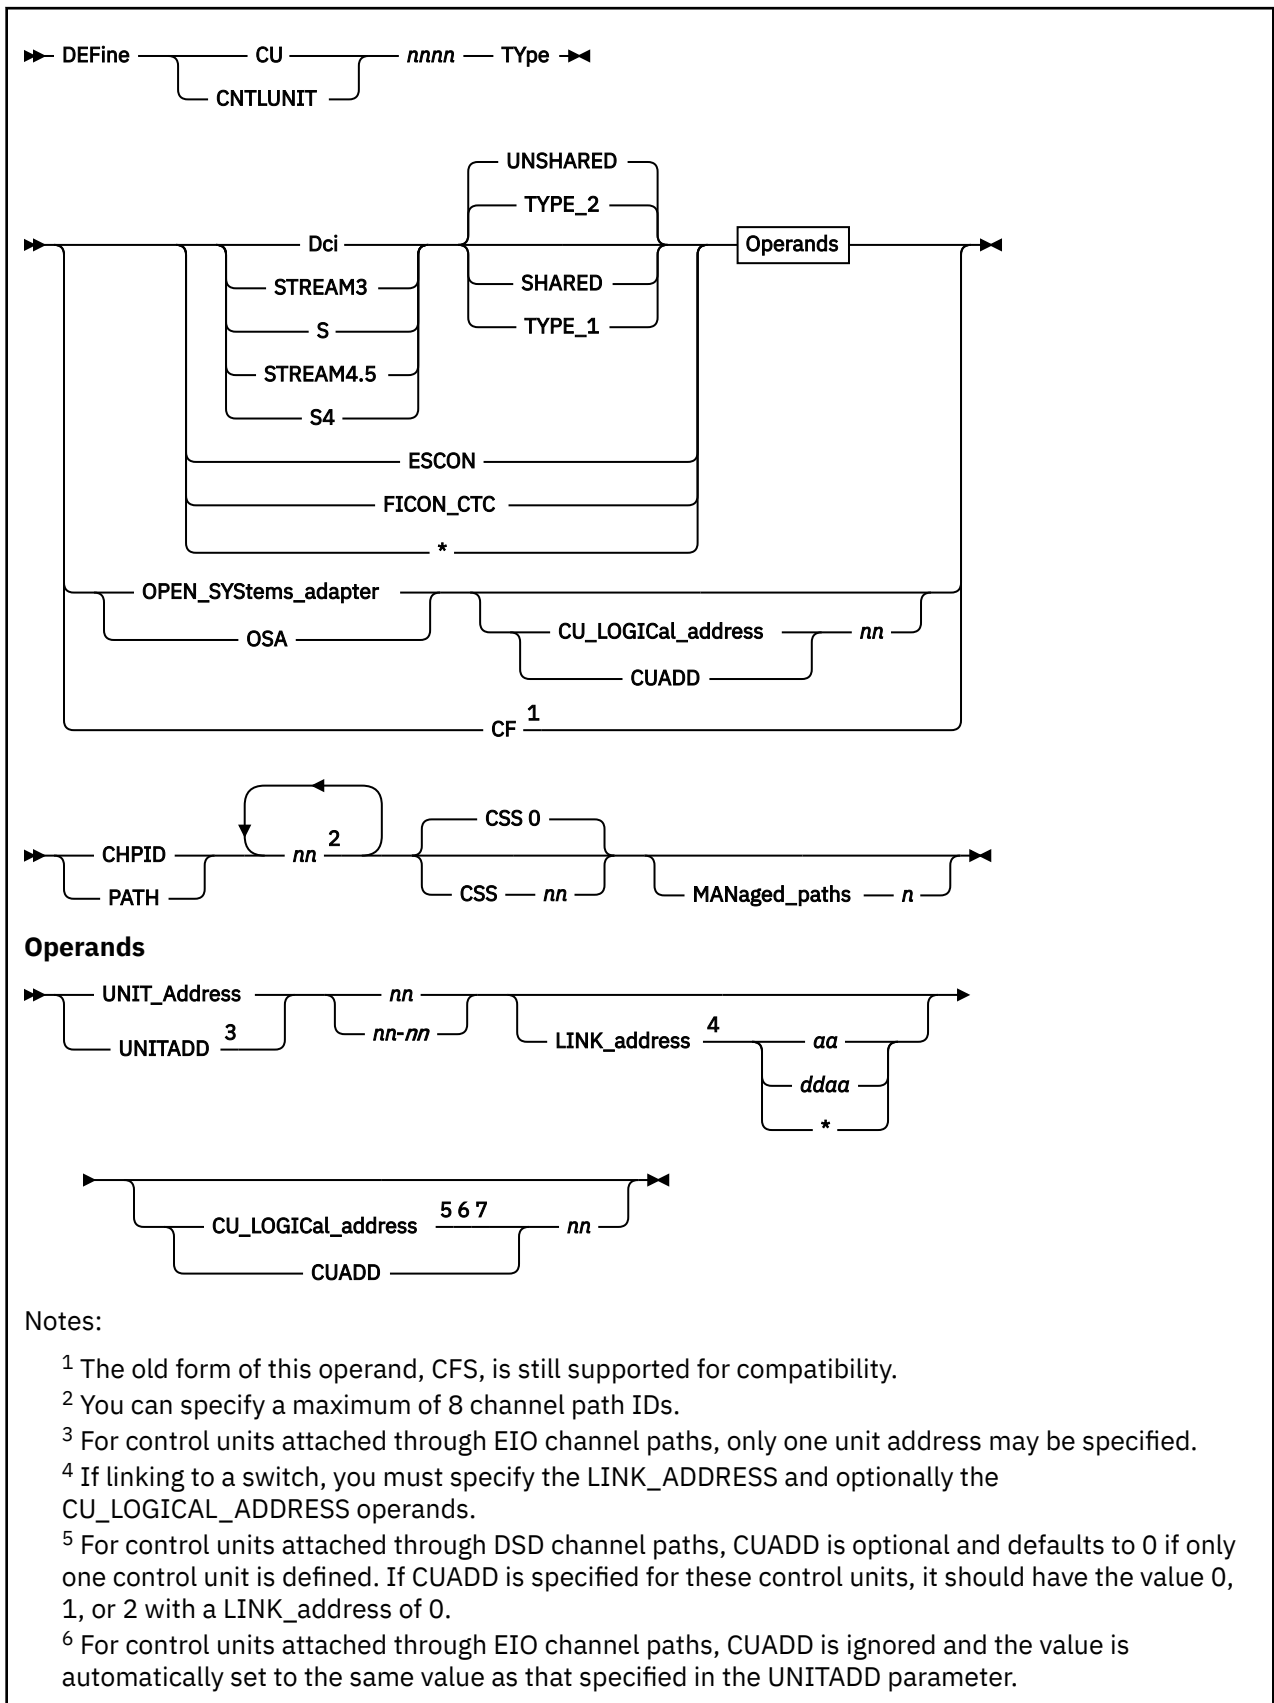 DEFine CU nnnn TYpe
CNTLUNIT
UNSHARED
TYPE_2
Dci Operands
STREAM3 SHARED
S TYPE_1
STREAM4.5
S4
ESCON
FICON_CTC
*
OPEN_SYStems_adapter
OSA CU_LOGICal_address nn
CUADD
CF 1
CSS 0
CHPID nn 2
PATH CSS nn MANaged_paths n
Operands
UNIT_Address nn
UNITADD 3 nn-nn LINK_address 4 aa
ddaa
*
CU_LOGICal_address 5 6 7 nn
CUADD
Notes:
1 The old form of this operand, CFS, is still supported for compatibility.
2 You can specify a maximum of 8 channel path IDs.
3 For control units attached through EIO channel paths, only one unit address may be specified.
4 If linking to a switch, you must specify the LINK_ADDRESS and optionally the
CU_LOGICAL_ADDRESS operands.
5 For control units attached through DSD channel paths, CUADD is optional and defaults to 0 if only
one control unit is defined. If CUADD is specified for these control units, it should have the value 0,
1, or 2 with a LINK_address of 0.
6 For control units attached through EIO channel paths, CUADD is ignored and the value is
automatically set to the same value as that specified in the UNITADD parameter.